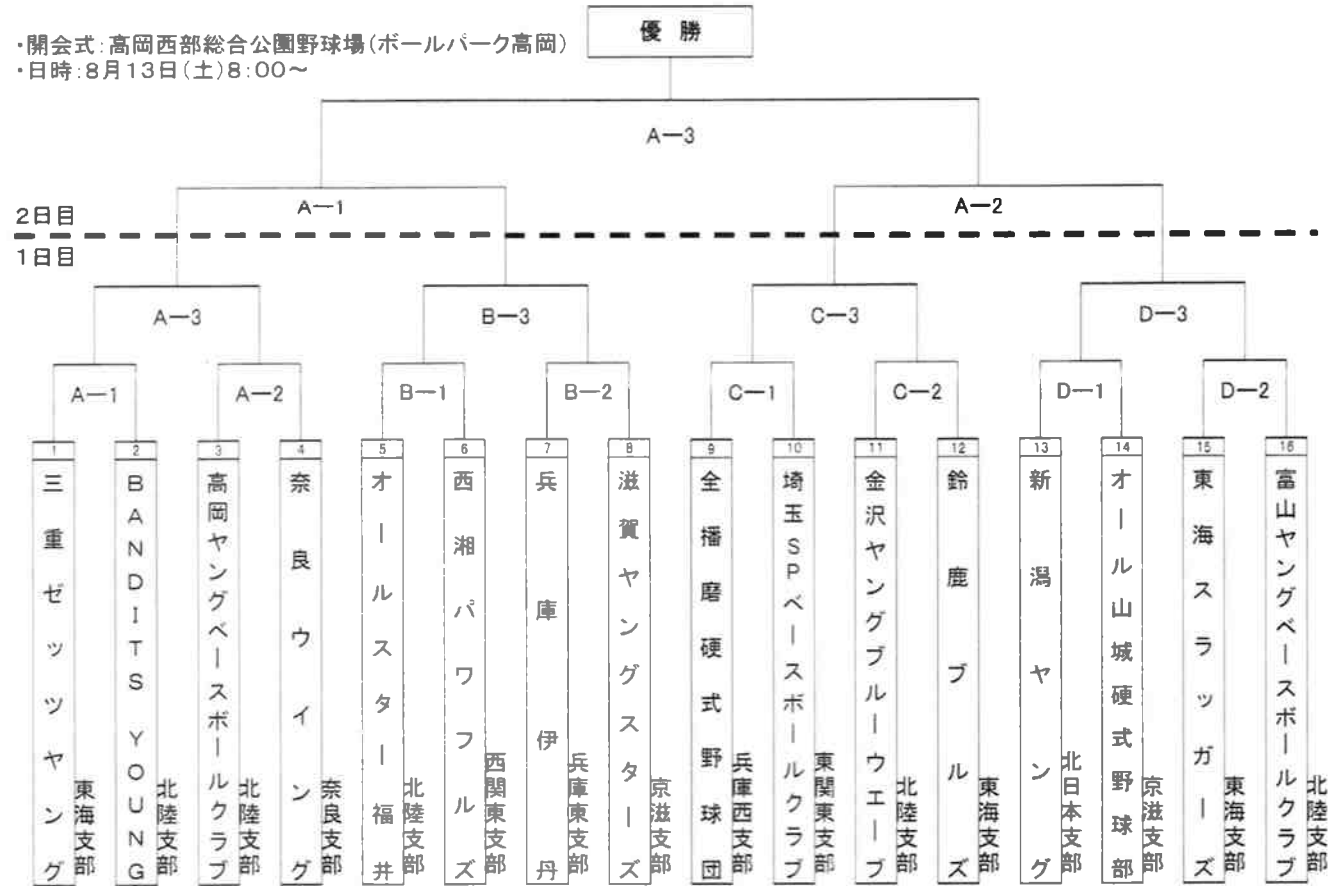 優 勝
・開会式:高岡西部総合公園野球場(ボールパーク高岡)
・日時:8月13日(土)8:00～
A－3
A－1
A－2
2日目
1日目
A－3
B－3
C－3
D－3
A－1
A－2
B－1
B－2
C－1
C－2
D－1
D－2
1
三重ゼッツヤング
東海支部
2
BANDITS YOUNG
北陸支部
3
高岡ヤングベースボールクラブ
北陸支部
4
奈良ウイング
奈良支部
5
オールスター福井
北陸支部
6
西湘パワフルズ
西関東支部
7
兵庫伊丹
兵庫東支部
8
滋賀ヤングスターズ
京滋支部
9
全播磨硬式野球団
兵庫西支部
10
埼玉SPベースボールクラブ
東関東支部
11
金沢ヤングブルーウエーブ
北陸支部
12
鈴鹿ブルズ
東海支部
13
新潟ヤング
北日本支部
14
オール山城硬式野球部
京滋支部
15
東海スラッガーズ
東海支部
16
富山ヤングベースボールクラブ
北陸支部